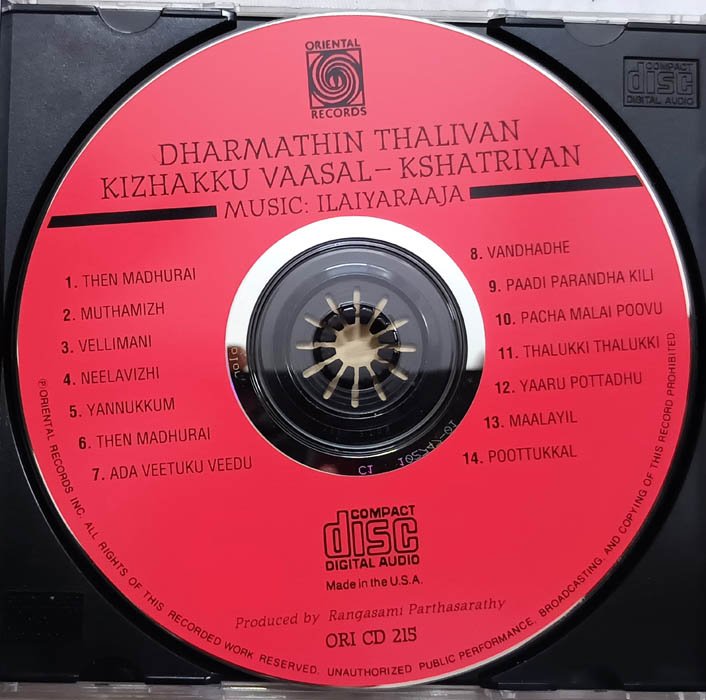 ORIENTAL
RECORDS
COMPACT
disc
DIGITAL AUDIO
DHARMATHIN THALIVAN
KIZHAKKU VAASAL – KSHATRIYAN
MUSIC: ILAIYARAAJA
1. THEN MADHURAI
2. MUTHAMIZH
3. VELLIMANI
4. NEELAVIZHI
5. YANNUKKUM
6. THEN MADHURAI
7. ADA VEETUKU VEEDU
8. VANDHADHE
9. PAADI PARANDHA KILI
10. PACHA MALAI POOVU
11. THALUKKI THALUKKI
12. YAARU POTTADHU
13. MAALAYIL
14. POOTTUKKAL
COMPACT
disc
DIGITAL AUDIO
Made in the U.S.A.
Produced by Rangasami Parthasarathy
ORI CD 215
℗ ORIENTAL RECORDS INC. ALL RIGHTS OF THIS RECORDED WORK RESERVED. UNAUTHORIZED PUBLIC PERFORMANCE, BROADCASTING, AND COPYING OF THIS RECORD PROHIBITED